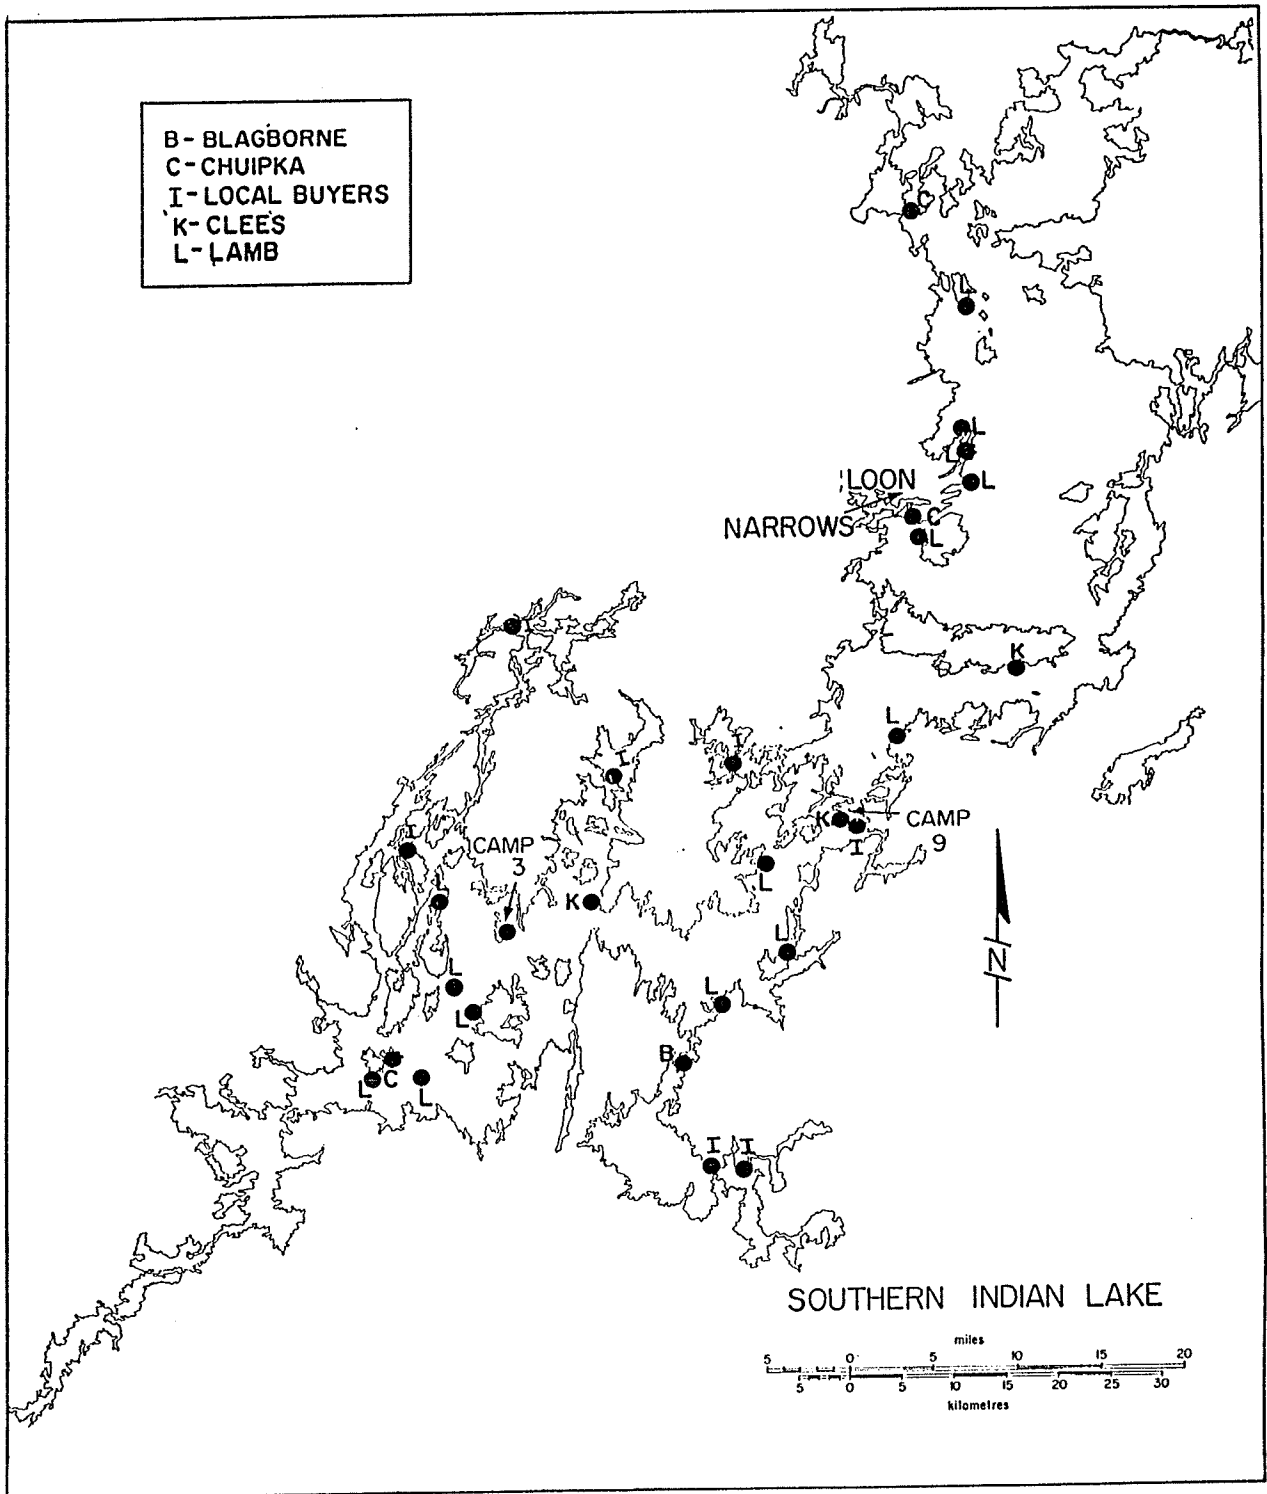 B - BLAGBORNE
C - CHUIPKA
I - LOCAL BUYERS
K - CLEES
L - LAMB
C
L
L
L
L
LOON
NARROWS
C
L
I
K
L
I
I
K
CAMP
9
I
I
CAMP
3
L
L
K
L
L
L
L
B
L
C
L
I
I
N
SOUTHERN INDIAN LAKE
miles
5 0 5 10 15 20
5 0 5 10 15 20 25 30
kilometres